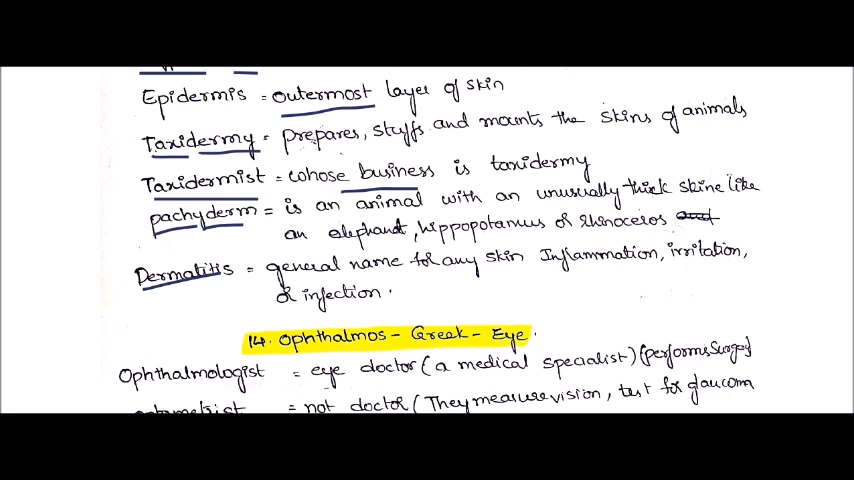 Epidermis = outermost layer of skin
Taxidermy = prepares, stuffs and mounts the skins of animals
Taxidermist = whose business is taxidermy
pachyderm = is an animal with an unusually thick skine like
an elephant, hippopotamus or rhinoceros
Dermatitis = general name for any skin Inflammation, irritation,
or infection.
14. Ophthalmos - Greek - Eye.
Ophthalmologist = eye doctor (a medical specialist) (performs surgery)
= not doctor (They measure vision, test for glaucoma